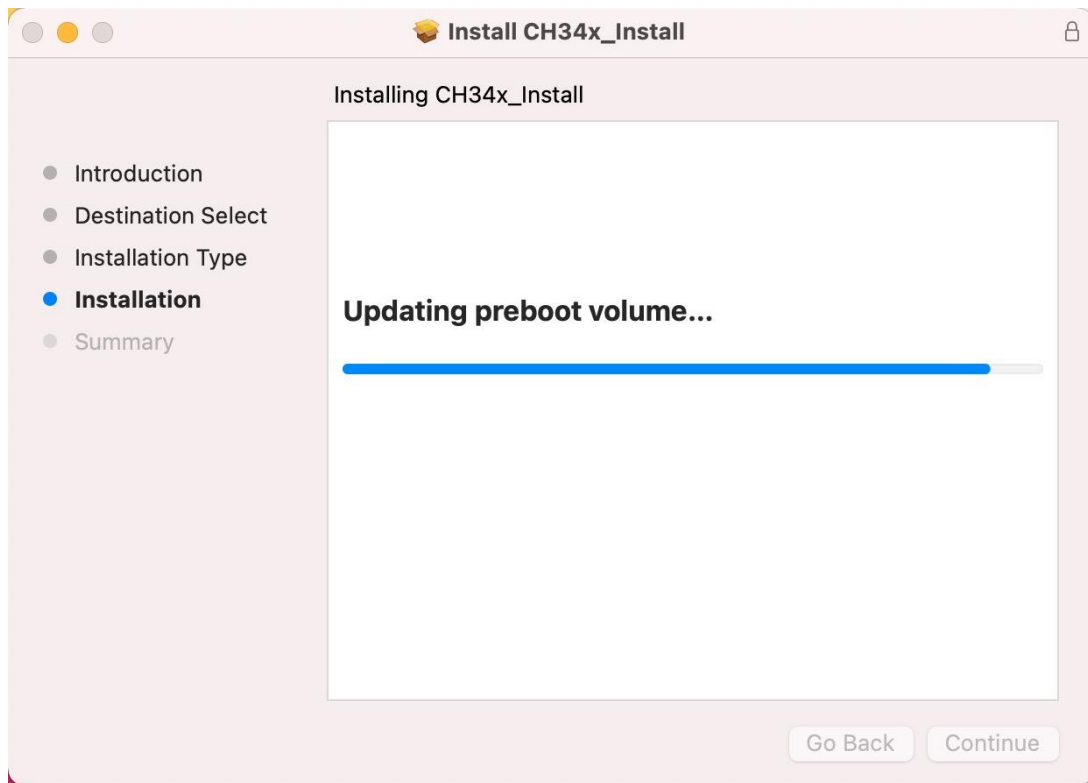 Install CH34x_Install
Installing CH34x_Install
Introduction
Destination Select
Installation Type
Installation
Summary
Updating preboot volume...
Go Back
Continue